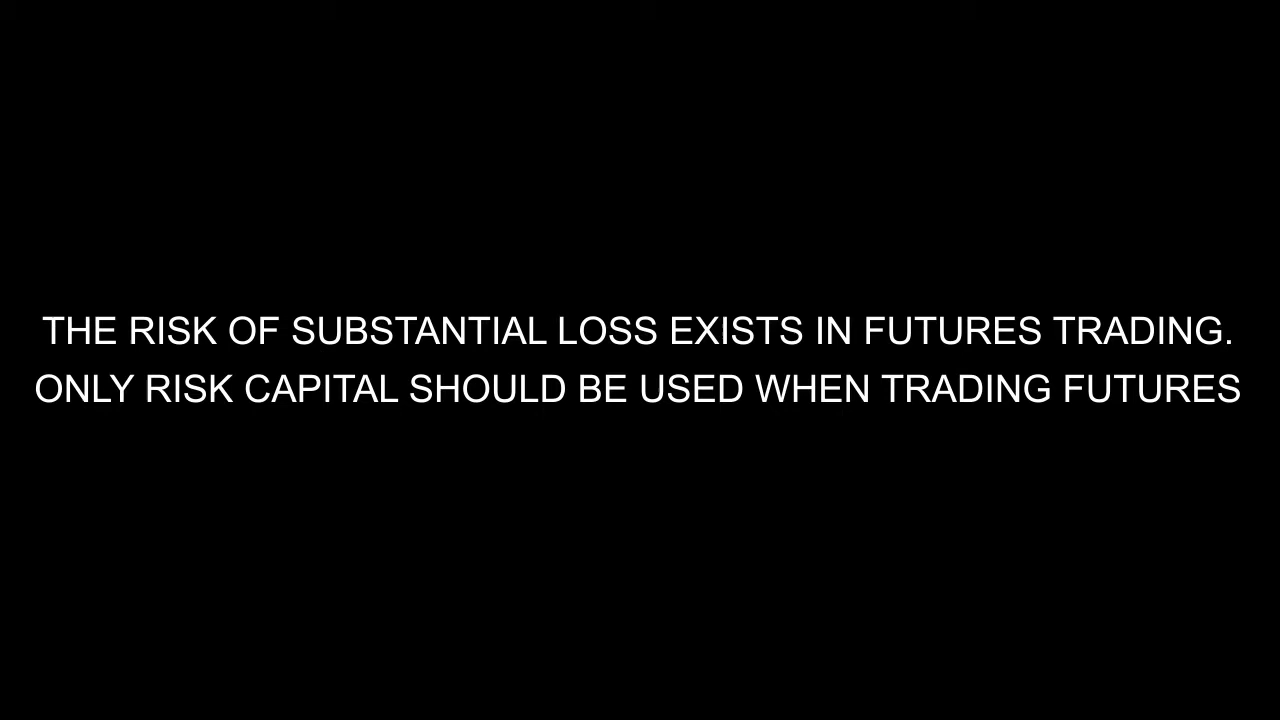 THE RISK OF SUBSTANTIAL LOSS EXISTS IN FUTURES TRADING.
ONLY RISK CAPITAL SHOULD BE USED WHEN TRADING FUTURES